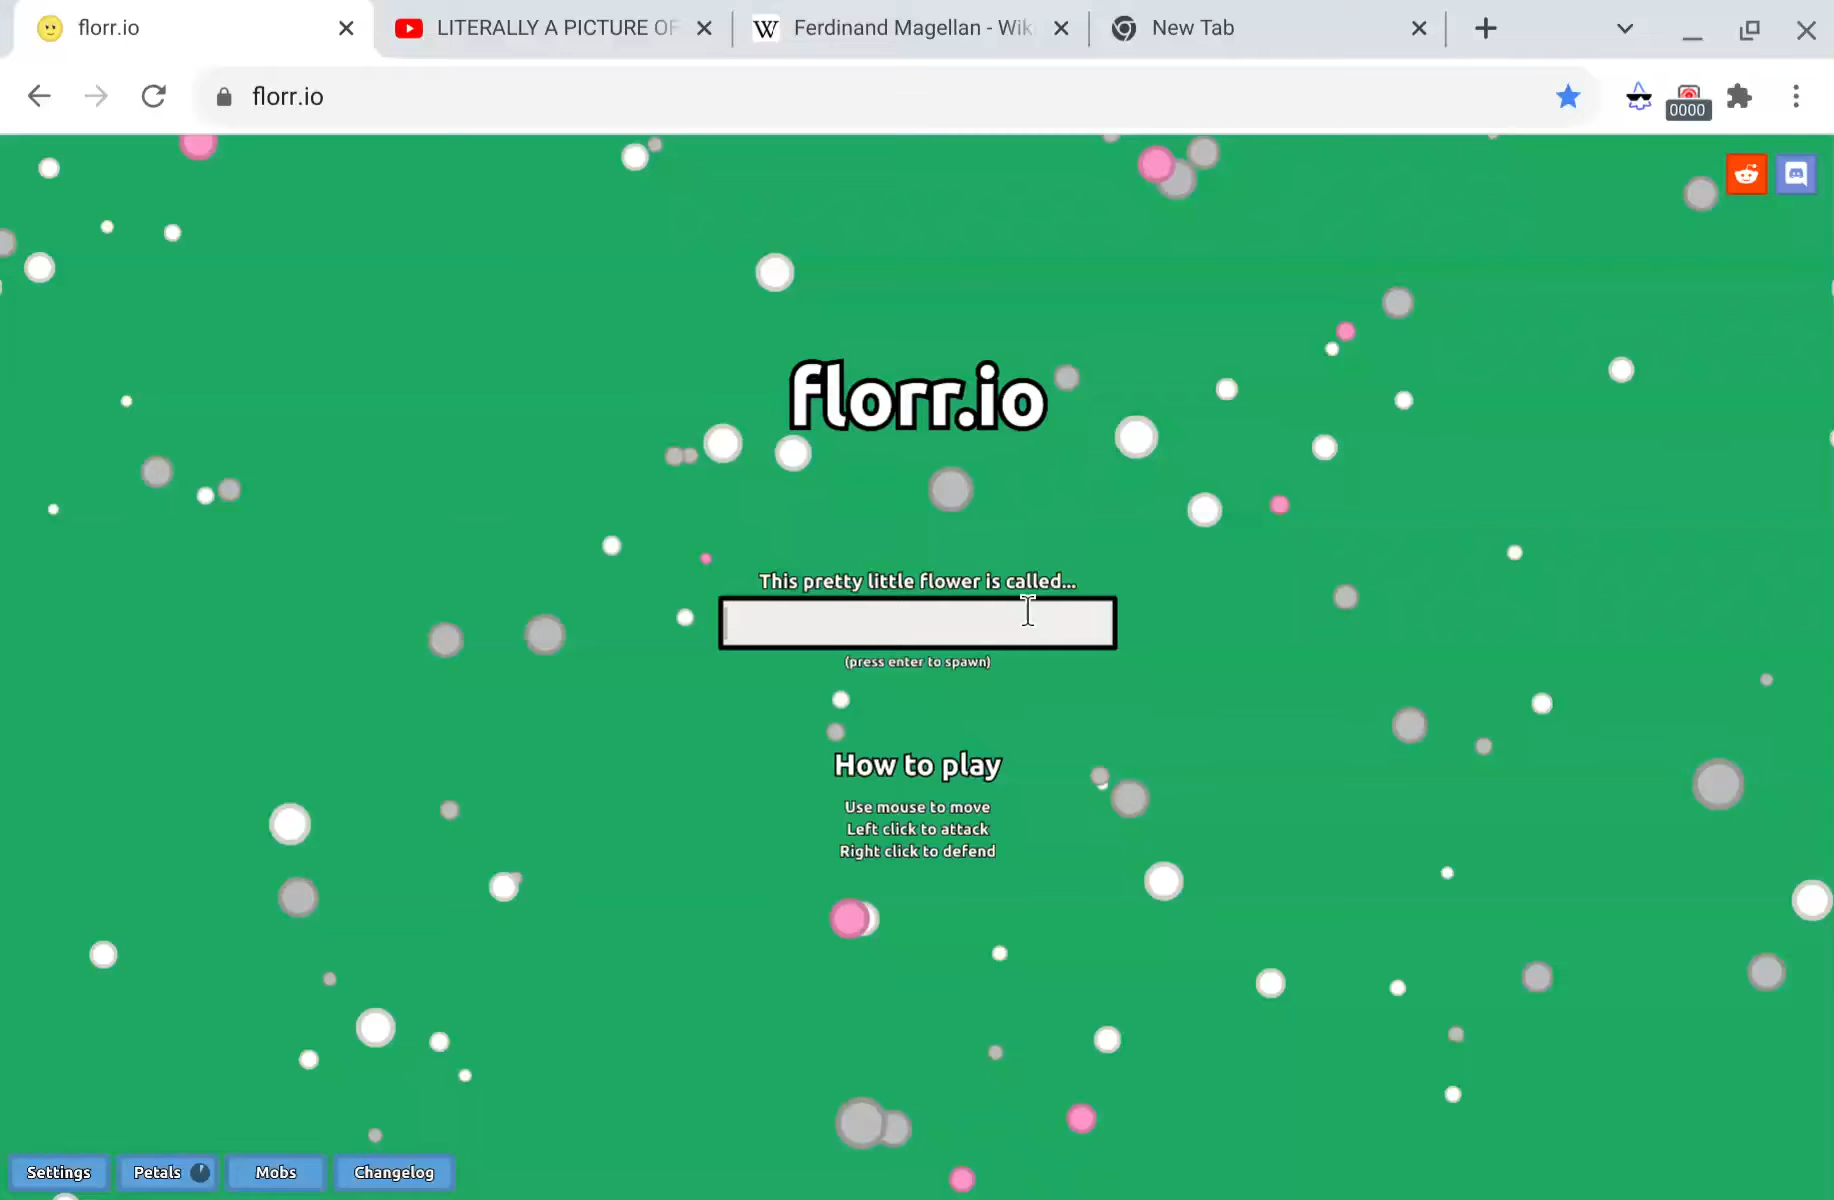 florr.io
LITERALLY A PICTURE OF
Ferdinand Magellan - Wik
New Tab
florr.io
0000
florr.io
This pretty little flower is called...
(press enter to spawn)
How to play
Use mouse to move
Left click to attack
Right click to defend
Settings
Petals
Mobs
Changelog